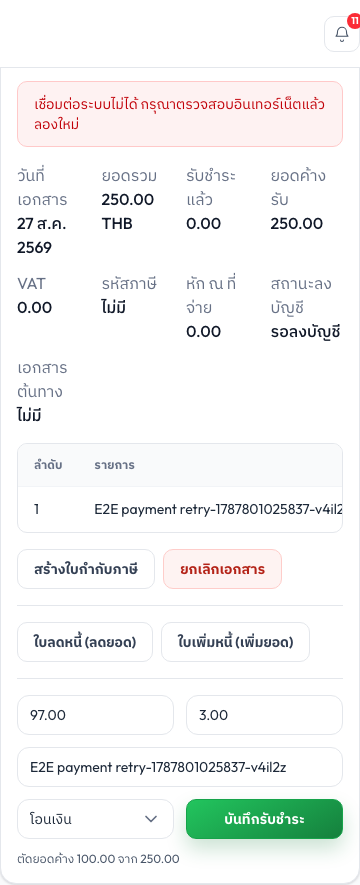 11
เชื่อมต่อระบบไม่ได้ กรุณาตรวจสอบอินเทอร์เน็ตแล้ว
ลองใหม่
วันที่เอกสาร
27 ส.ค. 2569
ยอดรวม
250.00 THB
รับชำระแล้ว
0.00
ยอดค้างรับ
250.00
VAT
0.00
รหัสภาษี
ไม่มี
หัก ณ ที่จ่าย
0.00
สถานะลงบัญชี
รอลงบัญชี
เอกสารต้นทาง
ไม่มี
ลำดับ รายการ
1 E2E payment retry-1787801025837-v4il2
สร้างใบกำกับภาษี ยกเลิกเอกสาร
ใบลดหนี้ (ลดยอด) ใบเพิ่มหนี้ (เพิ่มยอด)
97.00 3.00
E2E payment retry-1787801025837-v4il2z
โอนเงิน บันทึกรับชำระ
ตัดยอดค้าง 100.00 จาก 250.00